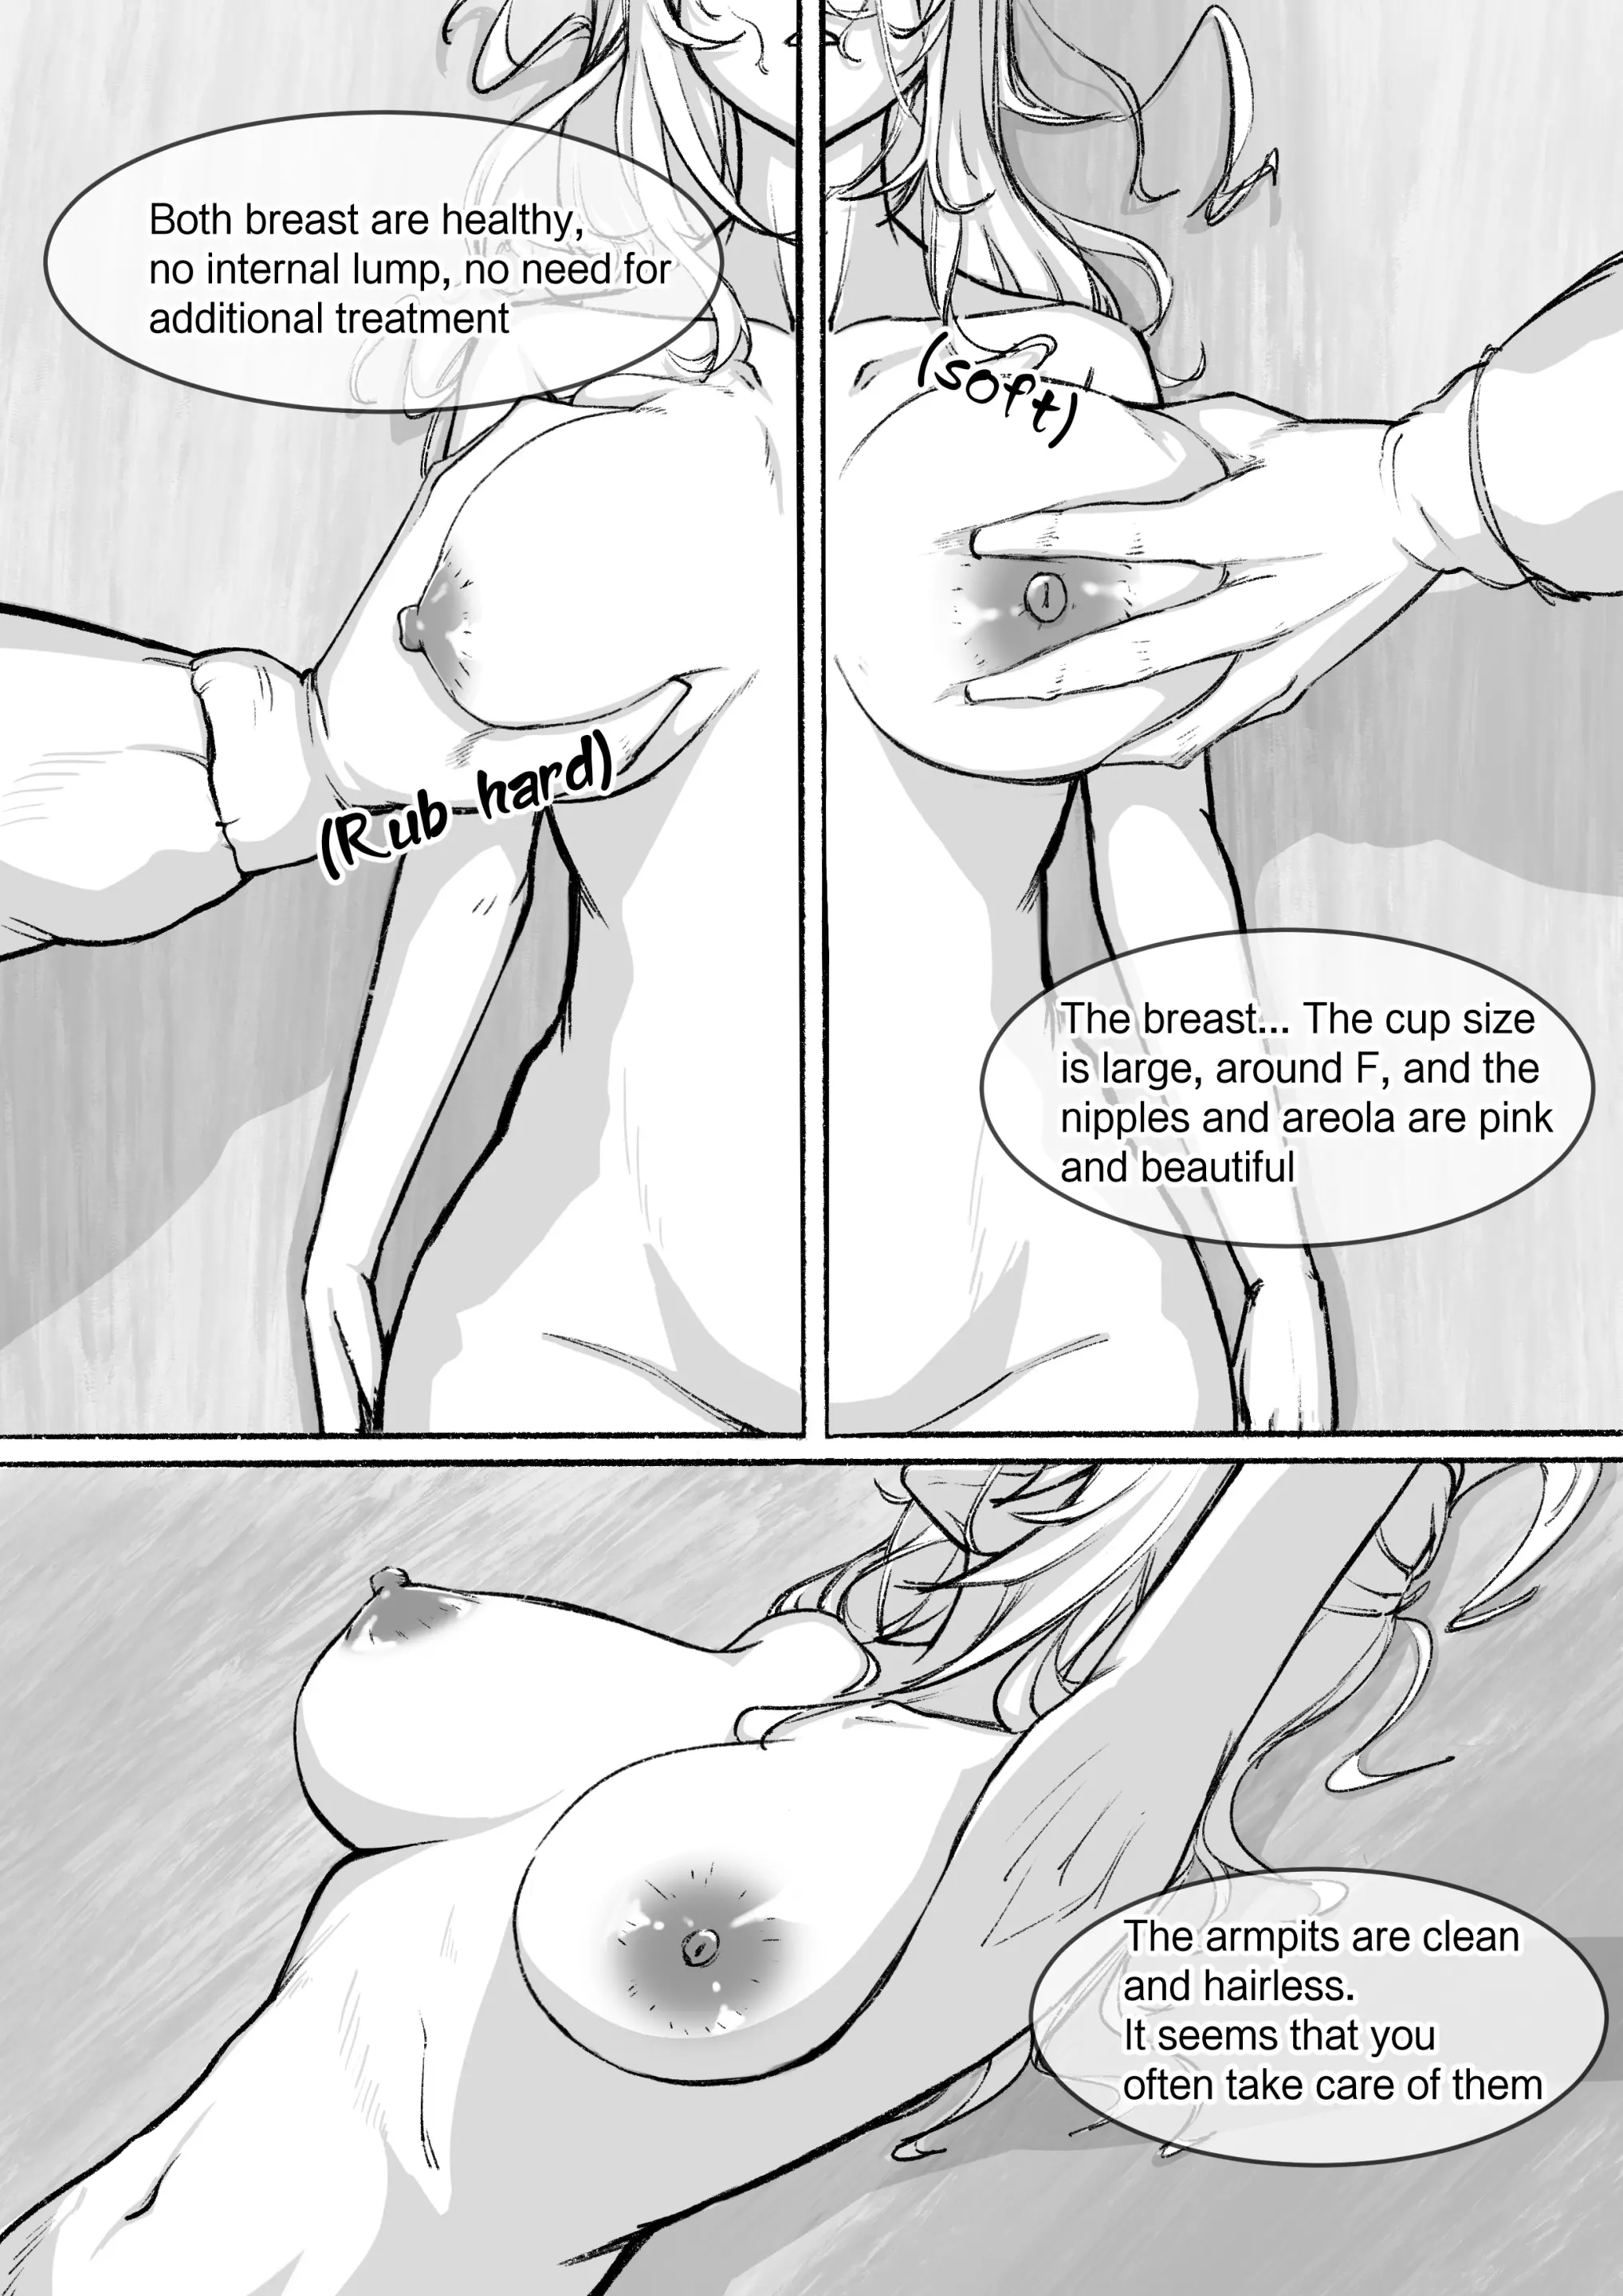 Both breast are healthy,
no internal lump, no need for
additional treatment
(soft)
(Rub hard)
The breast... The cup size
is large, around F, and the
nipples and areola are pink
and beautiful
The armpits are clean
and hairless.
It seems that you
often take care of them